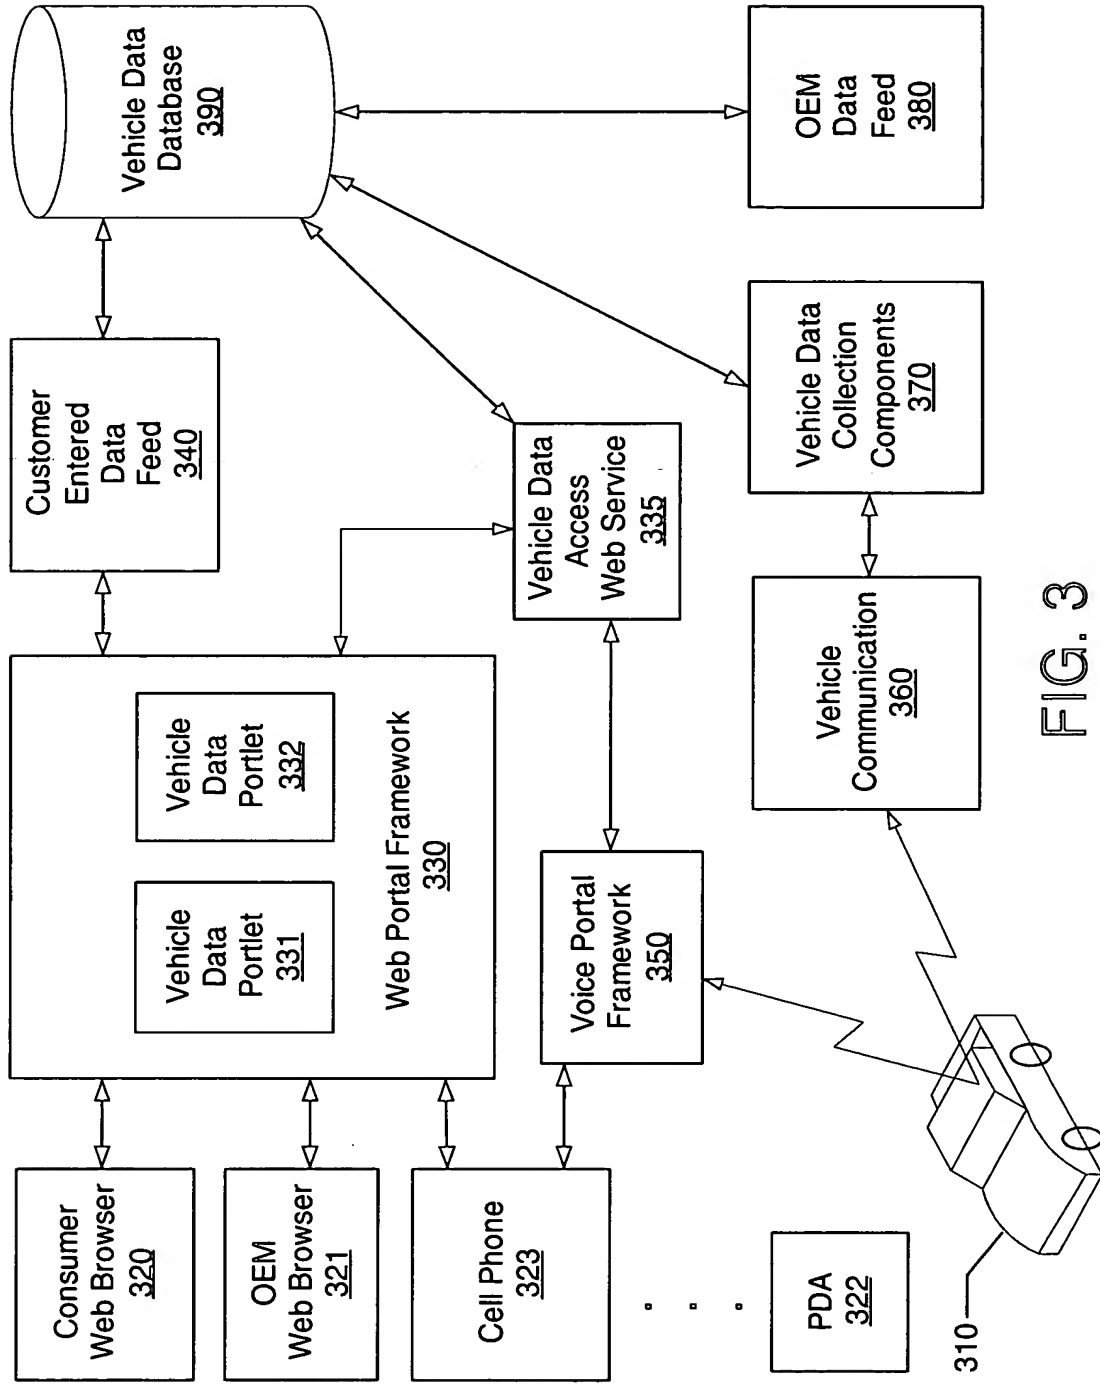 Consumer
Web Browser
320
OEM
Web Browser
321
Cell Phone
323
PDA
322
310
Vehicle
Data
Portlet
331
Vehicle
Data
Portlet
332
Web Portal Framework
330
Voice Portal
Framework
350
Customer
Entered
Data
Feed
340
Vehicle Data
Access
Web Service
335
Vehicle
Communication
360
Vehicle Data
Database
390
Vehicle Data
Collection
Components
370
OEM
Data
Feed
380
FIG. 3